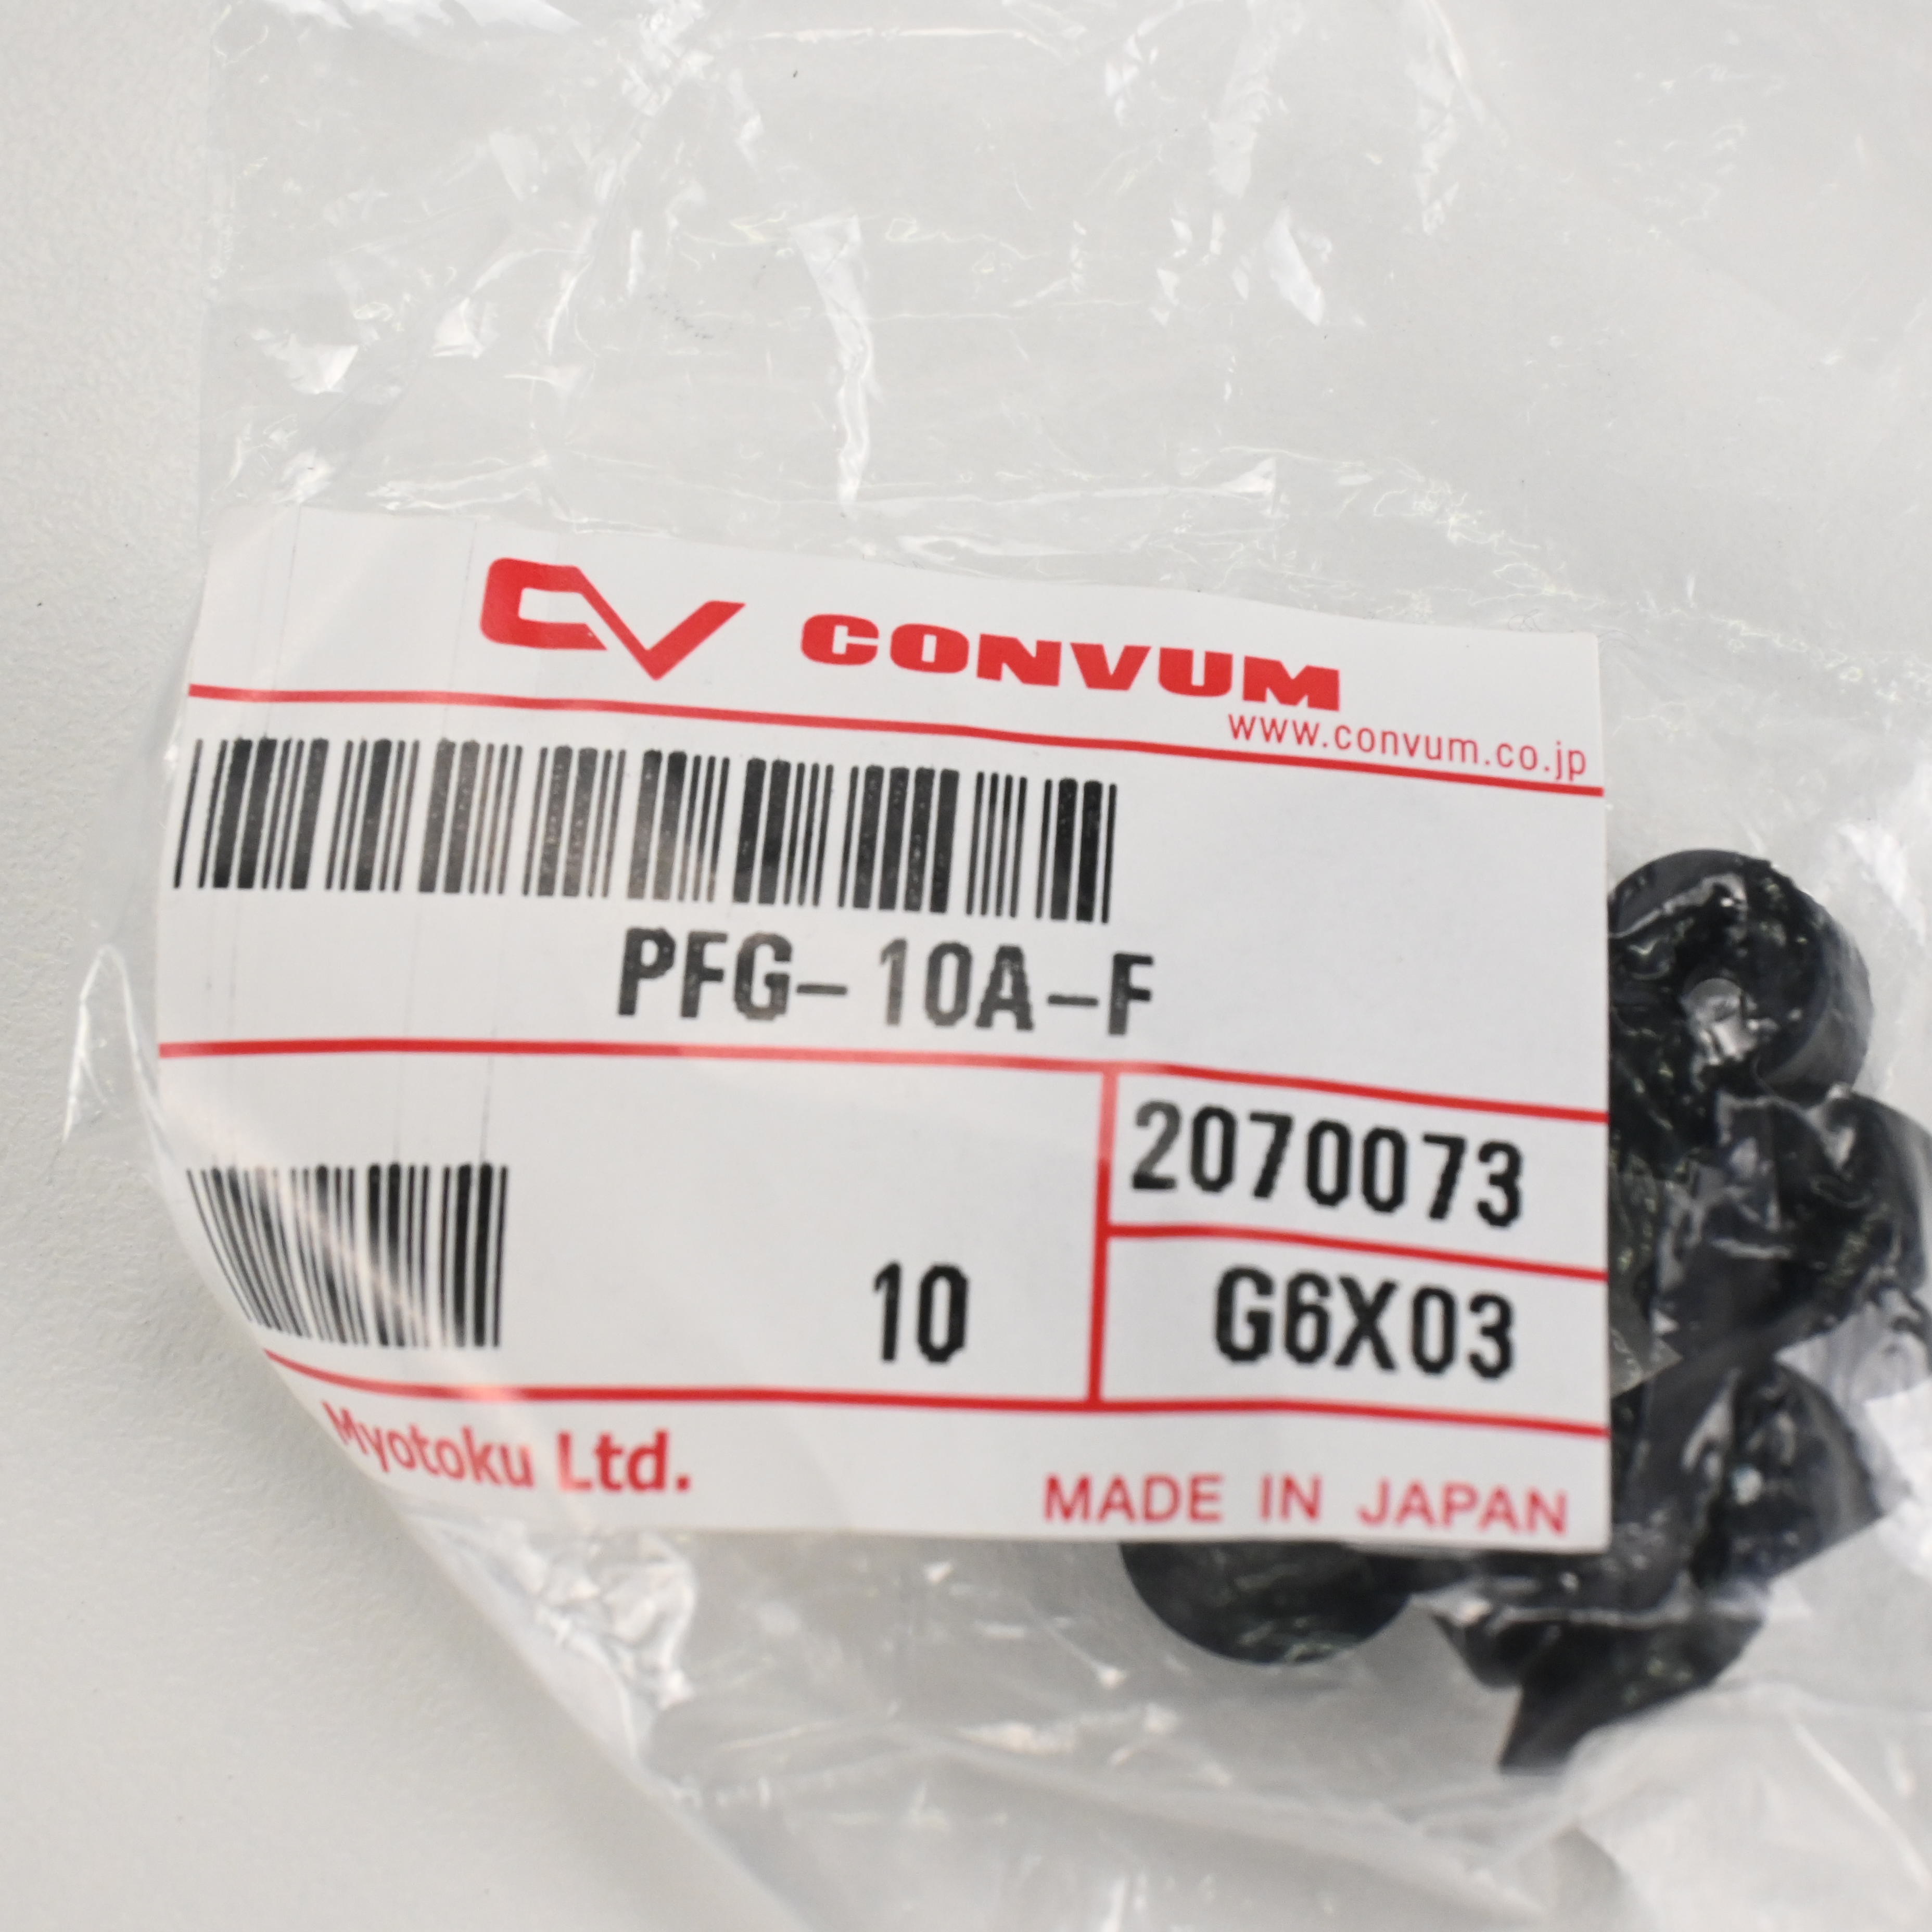 CV CONVUM
www.convum.co.jp
PFG-10A-F
2070073
10
G6X03
Myotoku Ltd.
MADE IN JAPAN